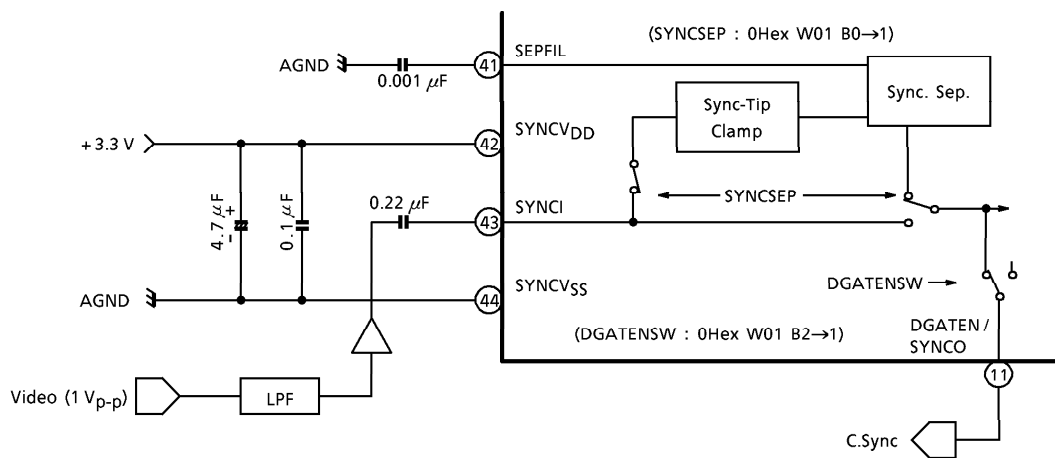 (SYNCSEP : 0Hex W01 B0→1)
SEPFIL
AGND
41
0.001 μF
Sync. Sep.
Sync-Tip
Clamp
SYNCVDD
+3.3 V
42
4.7 μF
+
−
0.1 μF
0.22 μF
SYNCI
43
SYNCSEP
SYNCVSS
AGND
44
DGATENSW
(DGATENSW : 0Hex W01 B2→1)
DGATEN /
SYNCO
11
Video (1 Vp-p)
LPF
C.Sync